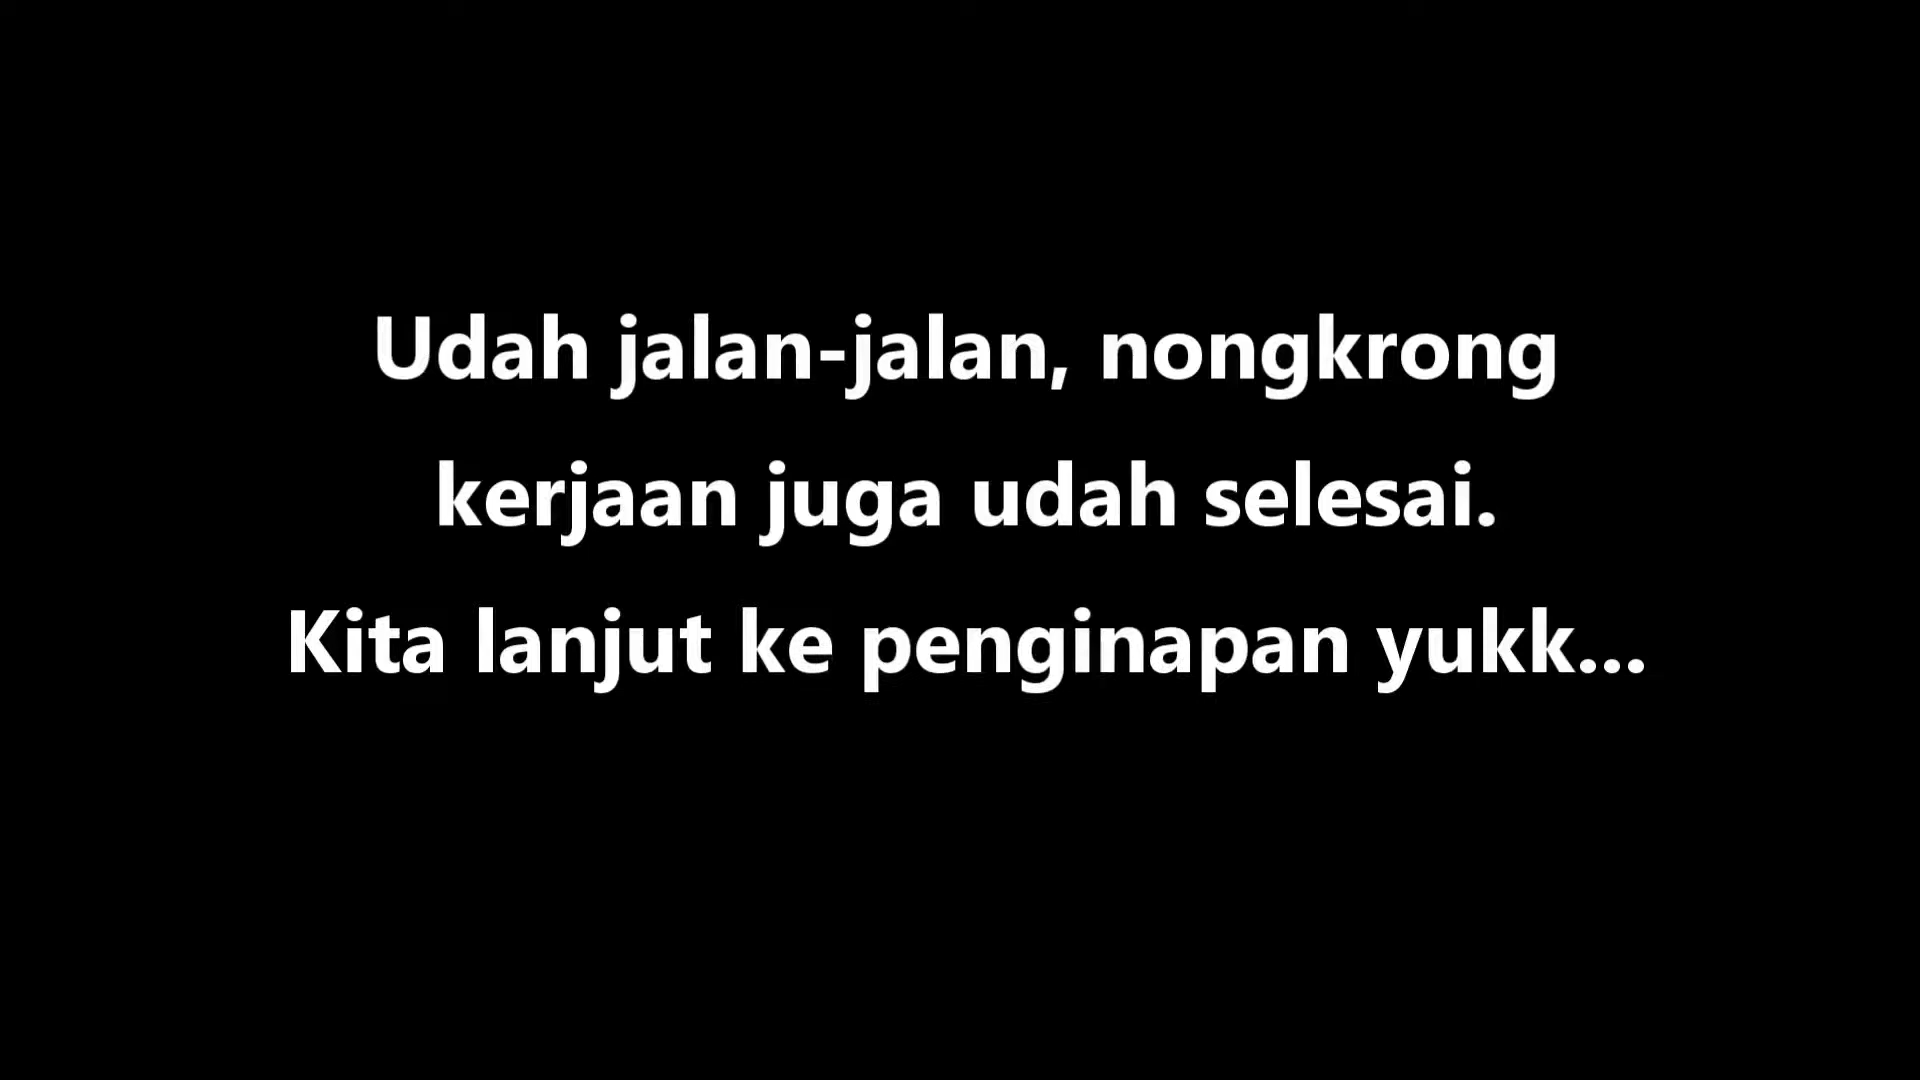 Udah jalan-jalan, nongkrong
kerjaan juga udah selesai.
Kita lanjut ke penginapan yukk...